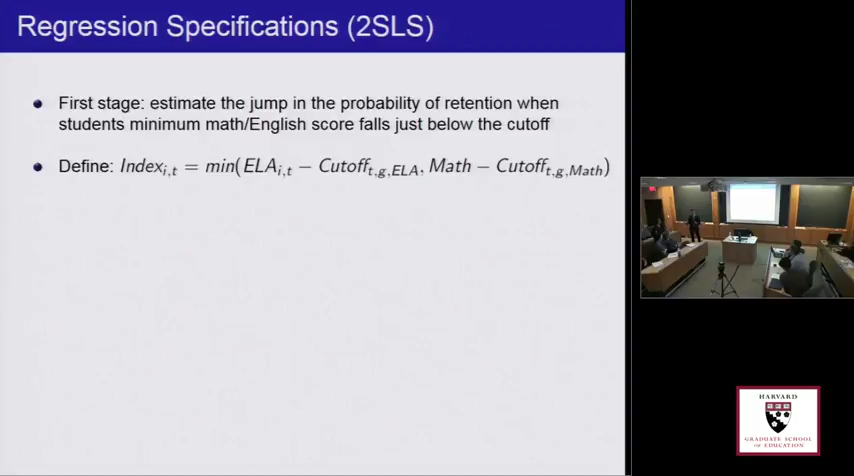 Regression Specifications (2SLS)
First stage: estimate the jump in the probability of retention when
students minimum math/English score falls just below the cutoff
Define: Index_{i,t} = min(ELA_{i,t} − Cutoff_{t,g,ELA}, Math − Cutoff_{t,g,Math})
HARVARD
GRADUATE SCHOOL
OF EDUCATION